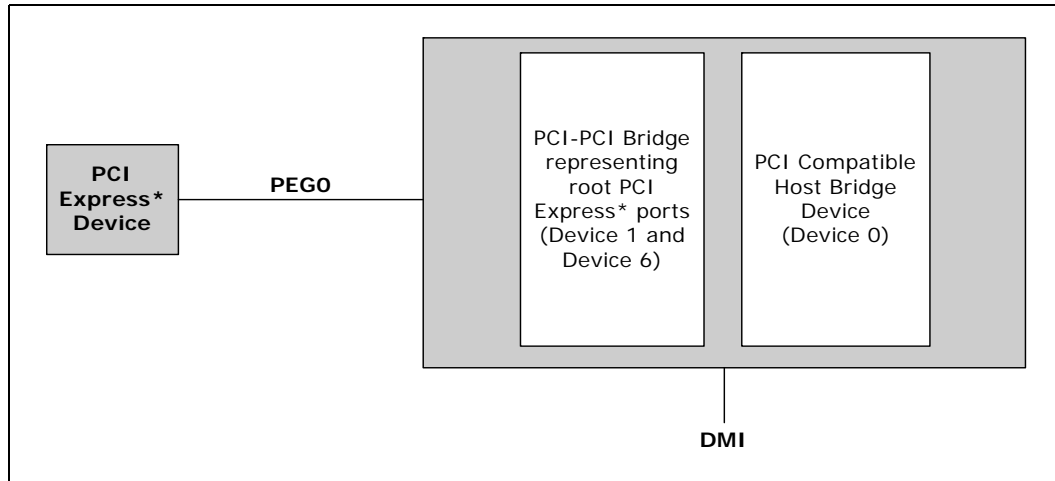 PCI
Express*
Device
PEG0
PCI-PCI Bridge
representing
root PCI
Express* ports
(Device 1 and
Device 6)
PCI Compatible
Host Bridge
Device
(Device 0)
DMI